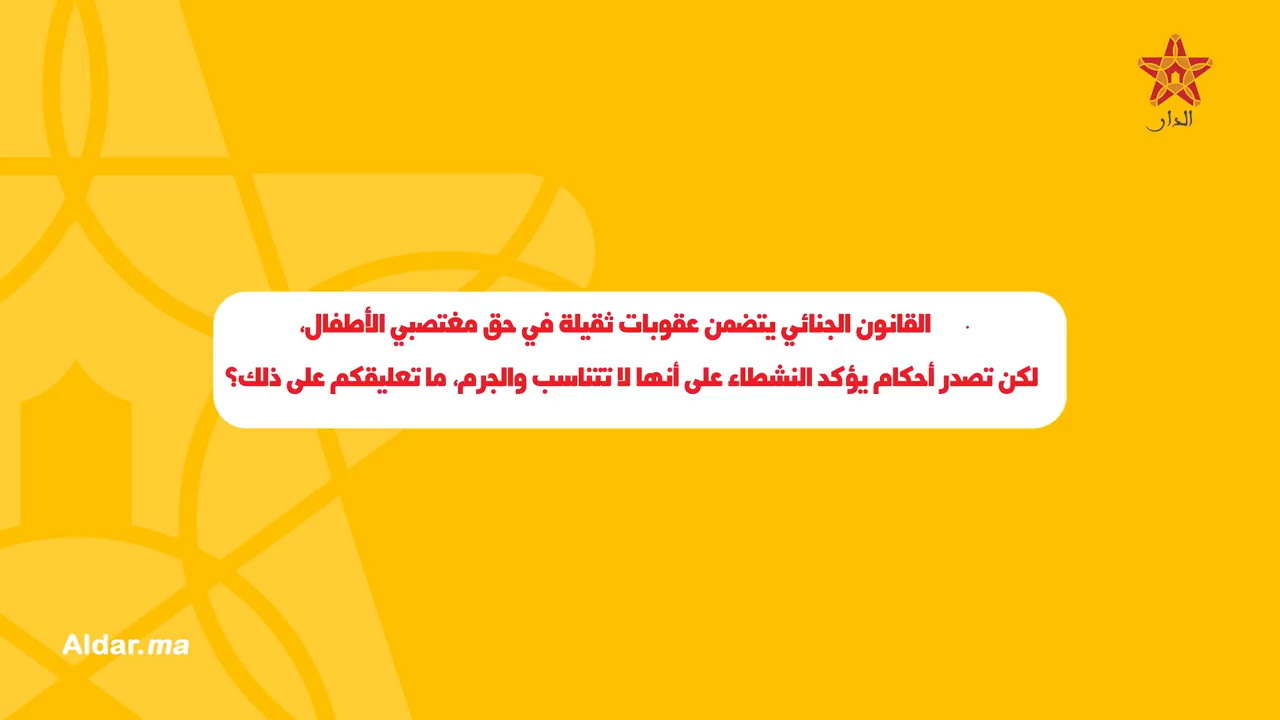 الدار
· القانون الجنائي يتضمن عقوبات ثقيلة في حق مغتصبي الأطفال،
لكن تصدر أحكام يؤكد النشطاء على أنها لا تتناسب والجرم، ما تعليقكم على ذلك؟
Aldar.ma